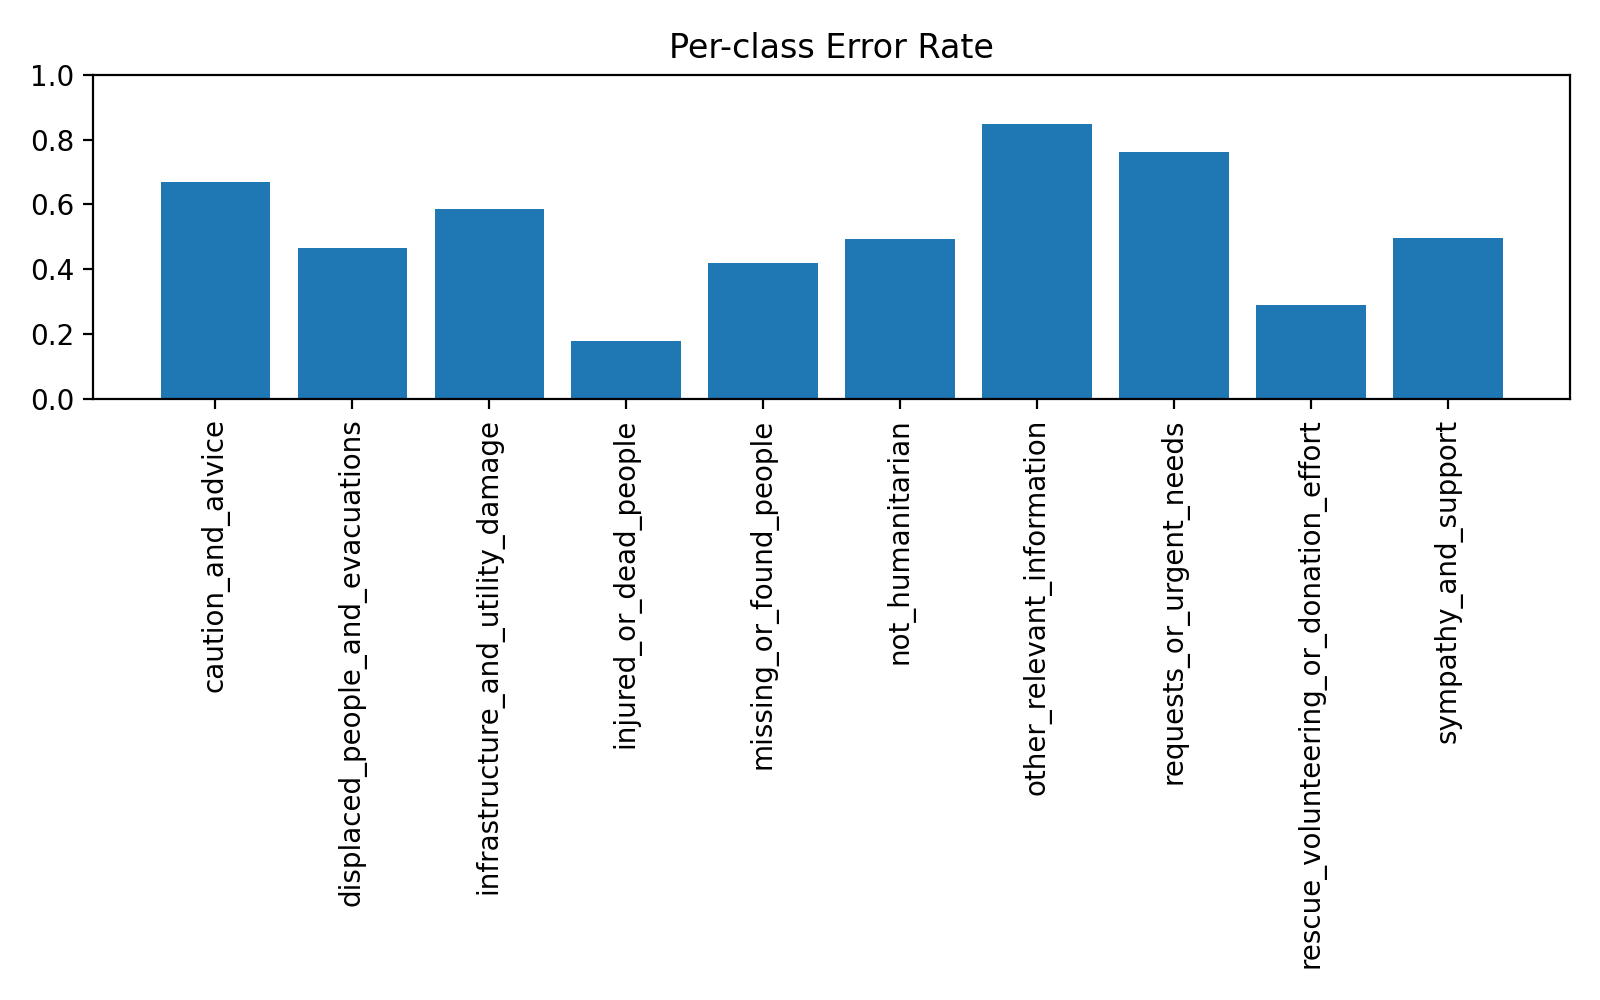 Per-class Error Rate
1.0
0.8
0.6
0.4
0.2
0.0
caution_and_advice
displaced_people_and_evacuations
infrastructure_and_utility_damage
injured_or_dead_people
missing_or_found_people
not_humanitarian
other_relevant_information
requests_or_urgent_needs
rescue_volunteering_or_donation_effort
sympathy_and_support